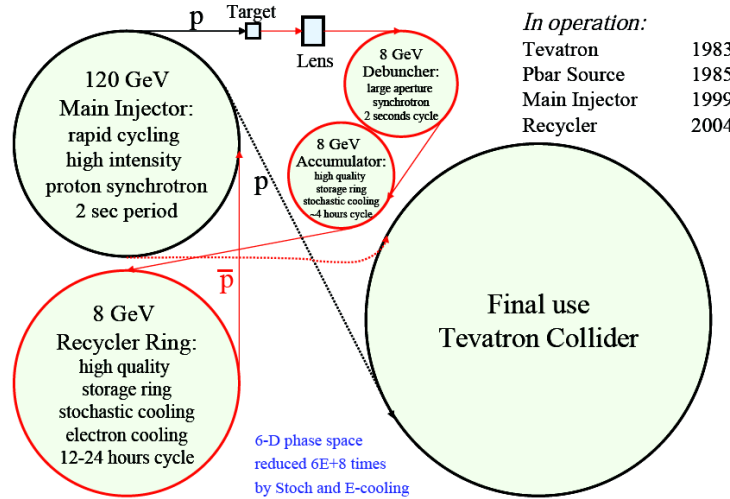 p
Target
Lens
120 GeV
Main Injector:
rapid cycling
high intensity
proton synchrotron
2 sec period
8 GeV
Debuncher:
large aperture
synchrotron
2 seconds cycle
8 GeV
Accumulator:
high quality
storage ring
stochastic cooling
~4 hours cycle
In operation:
Tevatron 1983
Pbar Source 1985
Main Injector 1999
Recycler 2004
p
p̅
8 GeV
Recycler Ring:
high quality
storage ring
stochastic cooling
electron cooling
12-24 hours cycle
Final use
Tevatron Collider
6-D phase space
reduced 6E+8 times
by Stoch and E-cooling